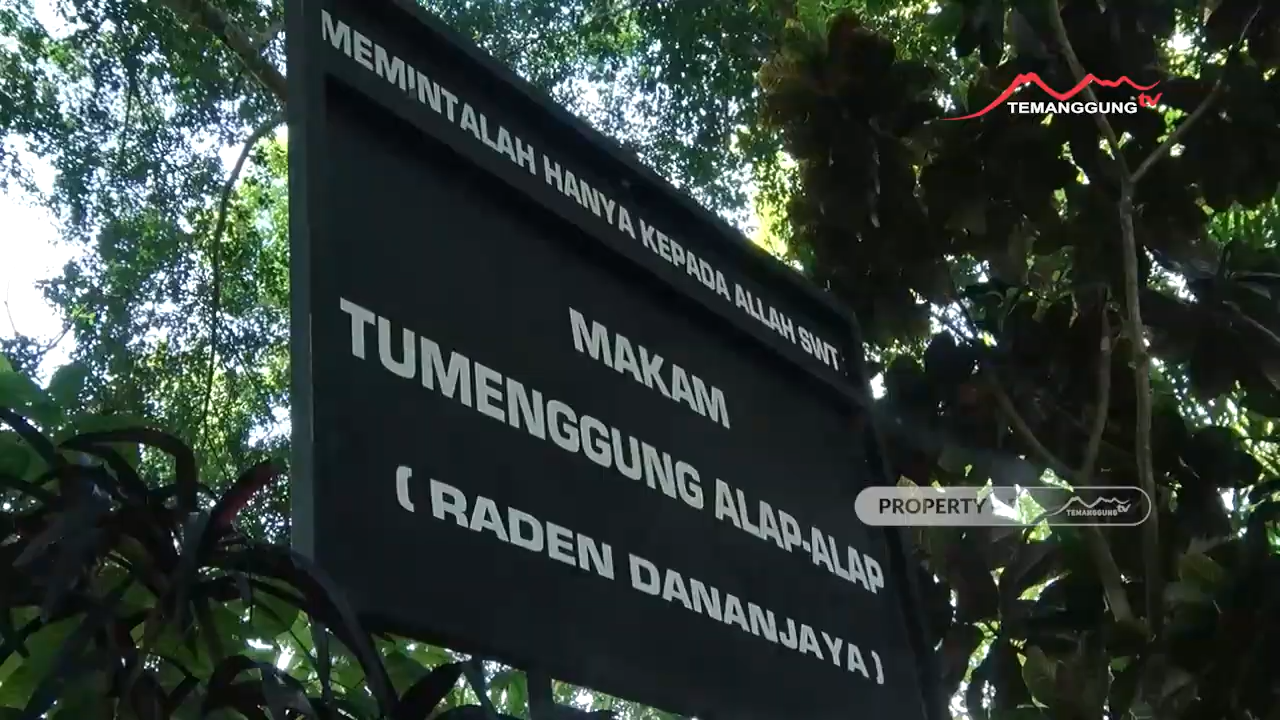 MEMINTALAH HANYA KEPADA ALLAH SWT
MAKAM
TUMENGGUNG ALAP-ALAP
( RADEN DANANJAYA )
TEMANGGUNG tv
PROPERTY
TEMANGGUNG tv